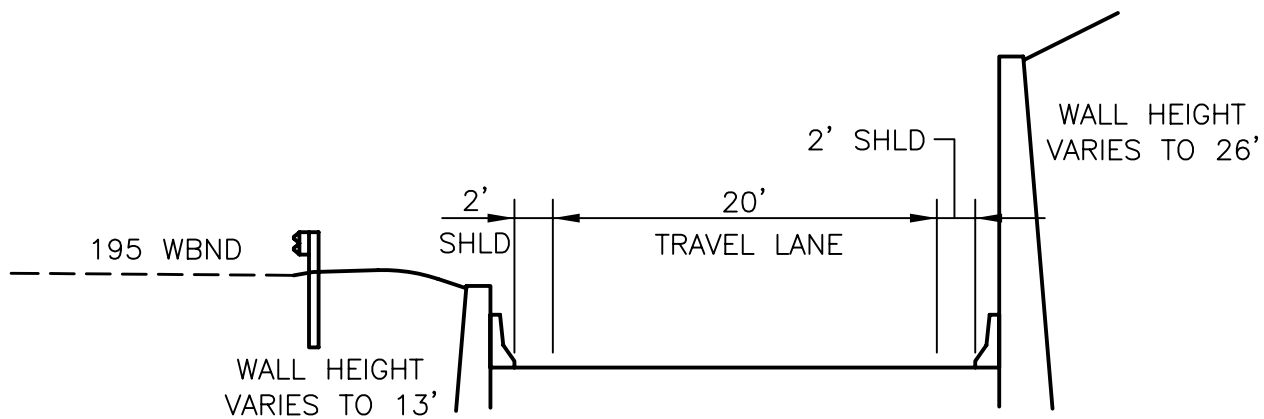 WALL HEIGHT
VARIES TO 26'
2' SHLD
2'
SHLD
20'
TRAVEL LANE
195 WBND
WALL HEIGHT
VARIES TO 13'